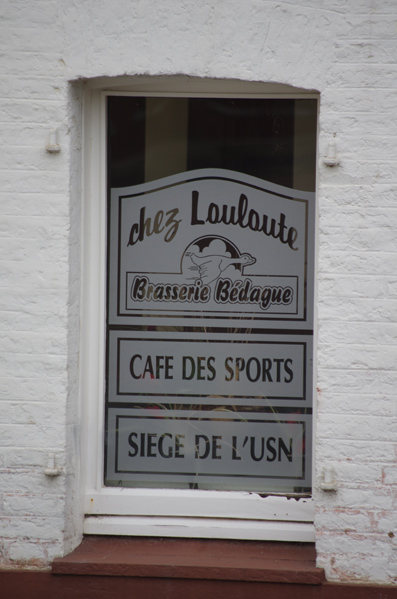 chez Louloute
Brasserie Bédague
CAFE DES SPORTS
SIEGE DE L'USN